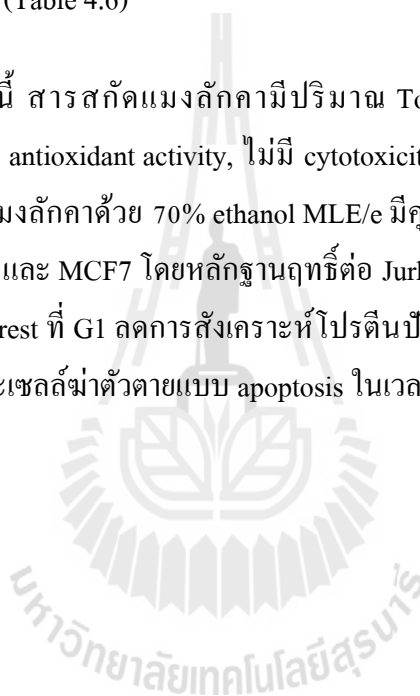 (Table 4.6)
นี้ สารสกัดแมงลักคามีปริมาณ To
antioxidant activity, ไม่มี cytotoxicit
มงลักคาด้วย 70% ethanol MLE/e มีคุ
และ MCF7 โดยหลักฐานฤทธิ์ต่อ Jurk
rest ที่ G1 ลดการสังเคราะห์โปรตีนปั
ะเซลล์ฆ่าตัวตายแบบ apoptosis ในเวล
มหาวิทยาลัยเทคโนโลยีสุรนารี